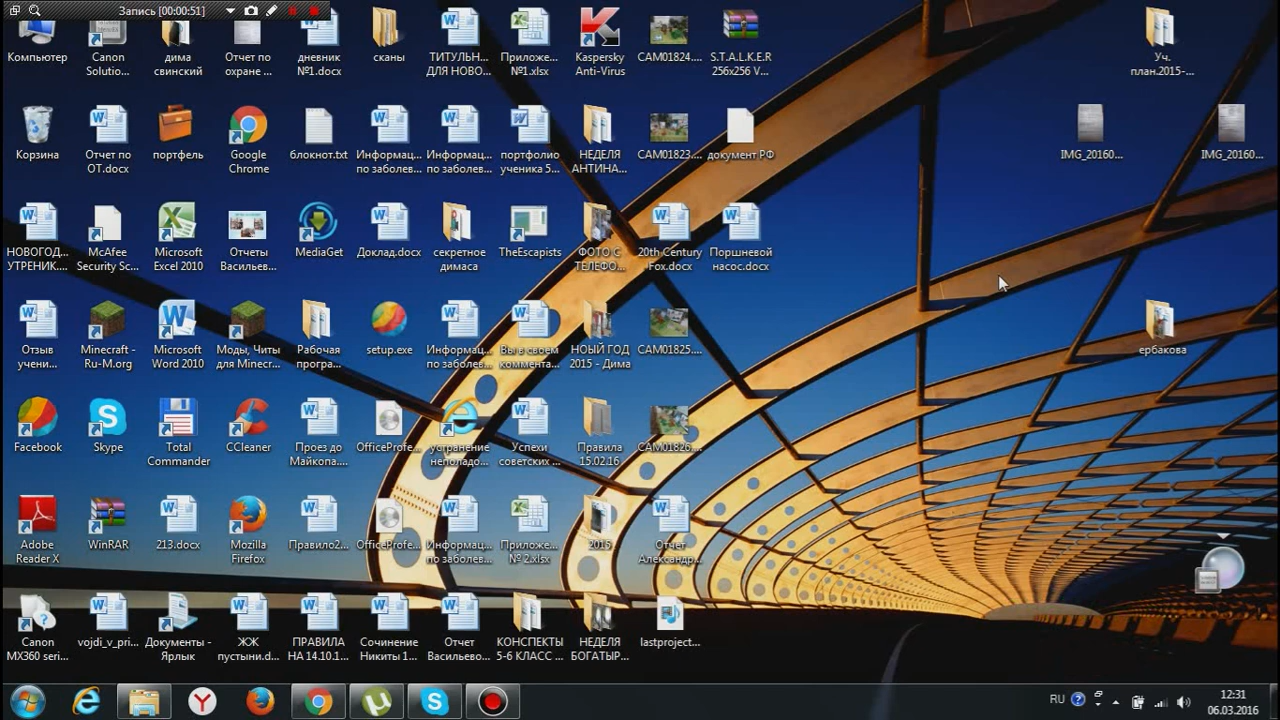 Запись [00:00:51]
Компьютер
Canon
Solutio...
дима
свинский
Отчет по
охране ...
дневник
№1.docx
сканы
ТИТУЛЬН...
ДЛЯ НОВО...
Приложе...
№1.xlsx
Kaspersky
Anti-Virus
CAM01824....
S.T.A.L.K.E.R
256x256 V...
Уч.
план.2015-...
Корзина
Отчет по
ОТ.docx
портфель
Google
Chrome
блокнот.txt
Информац...
по заболев...
Информац...
по заболев...
портфолио
ученика 5...
НЕДЕЛЯ
АНТИНА...
CAM01823....
документ РФ
IMG_20160...
IMG_20160...
НОВОГОД...
УТРЕНИК...
McAfee
Security Sc...
Microsoft
Excel 2010
Отчеты
Васильев...
MediaGet
Доклад.docx
секретное
димаса
TheEscapists
ФОТО С
ТЕЛЕФО...
20th Century
Fox.docx
Поршневой
насос.docx
Отзыв
учени...
Minecraft -
Ru-M.org
Microsoft
Word 2010
Моды, Читы
для Minecr...
Рабочая
програ...
setup.exe
Информац...
по заболев...
Вы в своем
коммента...
НОЫЙ ГОД
2015 - Дима
CAM01825....
ербакова
Facebook
Skype
Total
Commander
CCleaner
Проез до
Майкопа....
OfficeProfe...
устранение
неполадо...
Успехи
советских ...
Правила
15.02.16
CAM01826....
Adobe
Reader X
WinRAR
213.docx
Mozilla
Firefox
Правило2...
OfficeProfe...
Информац...
по заболев...
Приложе...
№ 2.xlsx
2015
Отчет
Александр...
Canon
MX360 seri...
vojdi_v_pri...
Документы -
Ярлык
ЖЖ
пустыни.d...
ПРАВИЛА
НА 14.10.1...
Сочинение
Никиты 1...
Отчет
Васильево...
КОНСПЕКТЫ
5-6 КЛАСС ...
НЕДЕЛЯ
БОГАТЫР...
lastproject...
RU
12:31
06.03.2016